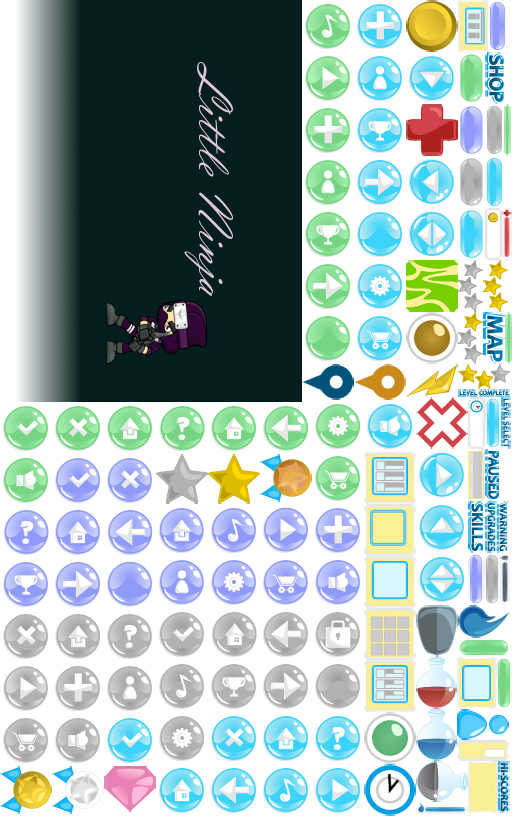 Little Ninja
SHOP
MAP
LEVEL COMPLETE
LEVEL SELECT
PAUSED
WARNING
UPGRADES
SKILLS
HI-SCORES